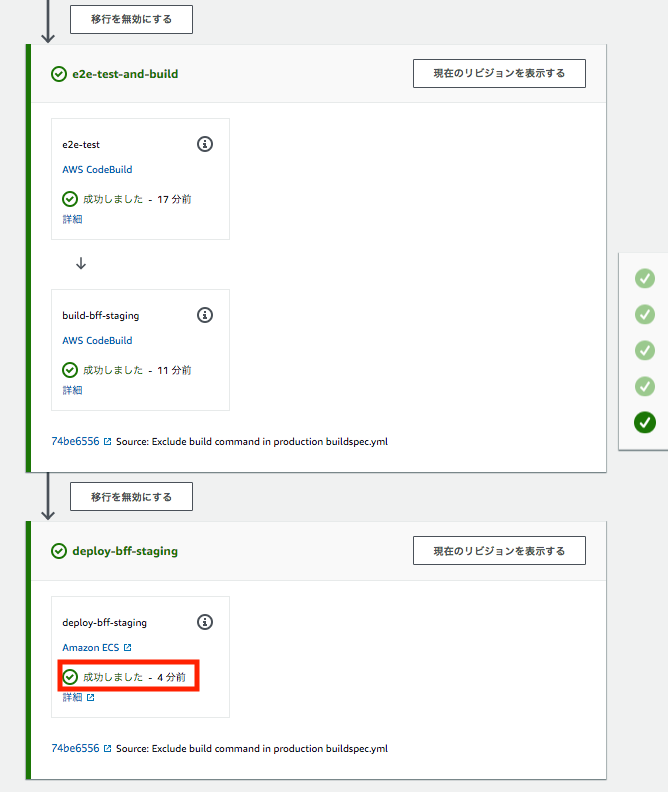 移行を無効にする
e2e-test-and-build
現在のリビジョンを表示する
e2e-test
AWS CodeBuild
成功しました - 17 分前
詳細
build-bff-staging
AWS CodeBuild
成功しました - 11 分前
詳細
74be6556 Source: Exclude build command in production buildspec.yml
移行を無効にする
deploy-bff-staging
現在のリビジョンを表示する
deploy-bff-staging
Amazon ECS
成功しました - 4 分前
詳細
74be6556 Source: Exclude build command in production buildspec.yml